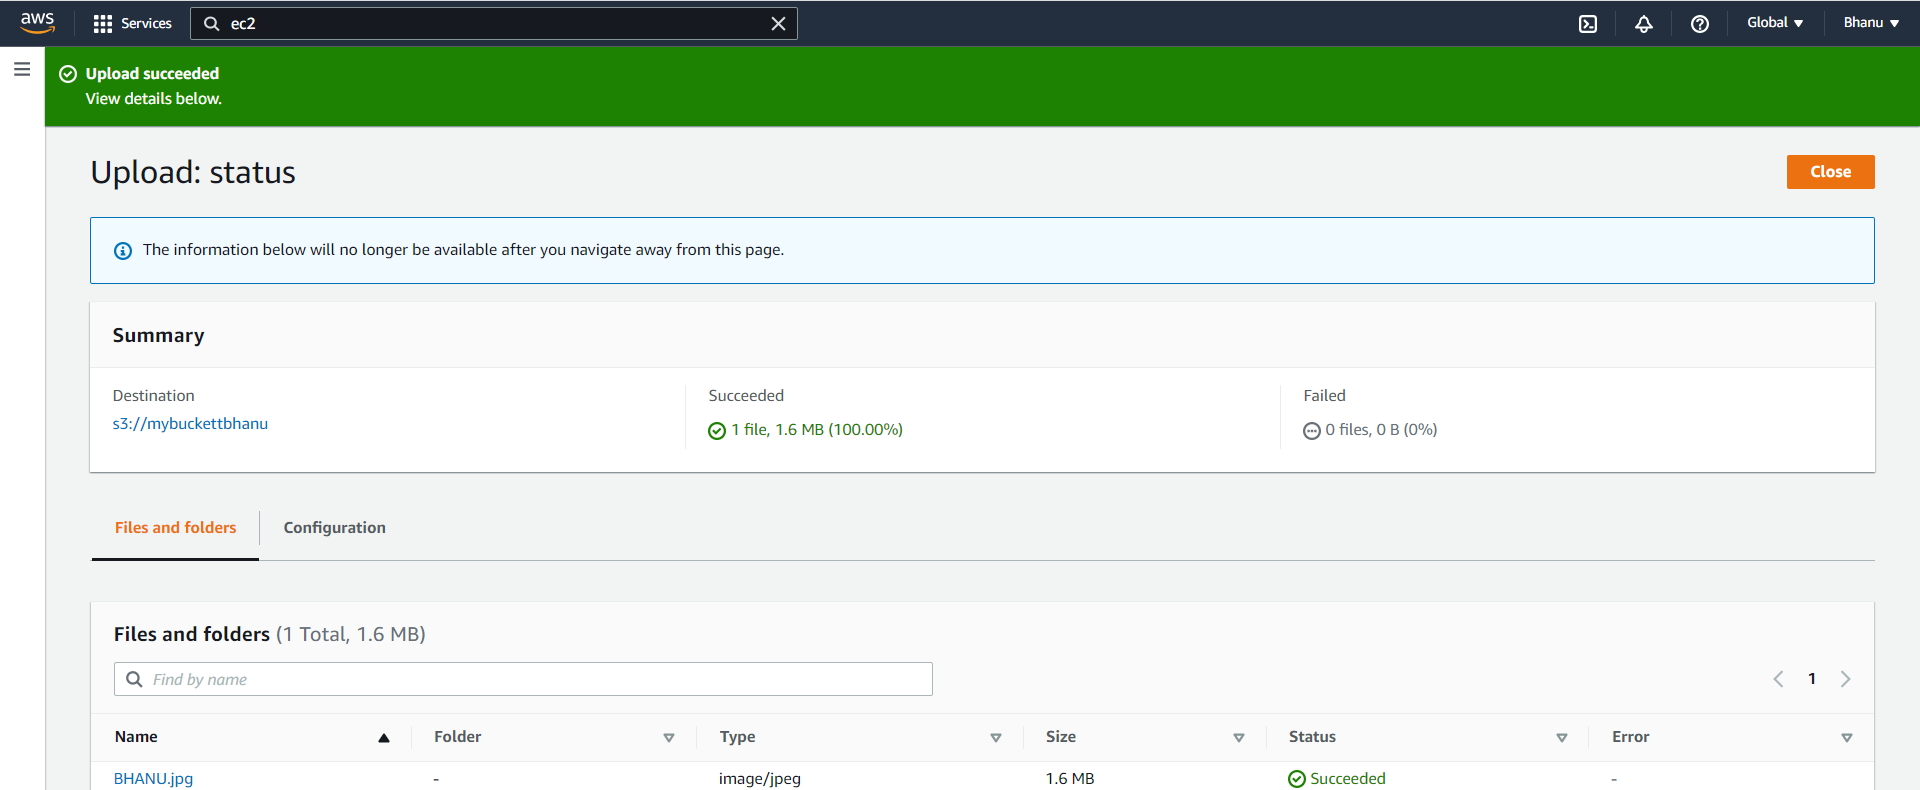 aws Services ec2 Global Bhanu
Upload succeeded
View details below.
Upload: status
Close
The information below will no longer be available after you navigate away from this page.
Summary
Destination Succeeded Failed
s3://mybuckettbhanu 1 file, 1.6 MB (100.00%) 0 files, 0 B (0%)
Files and folders Configuration
Files and folders (1 Total, 1.6 MB)
Find by name 1
Name Folder Type Size Status Error
BHANU.jpg - image/jpeg 1.6 MB Succeeded -